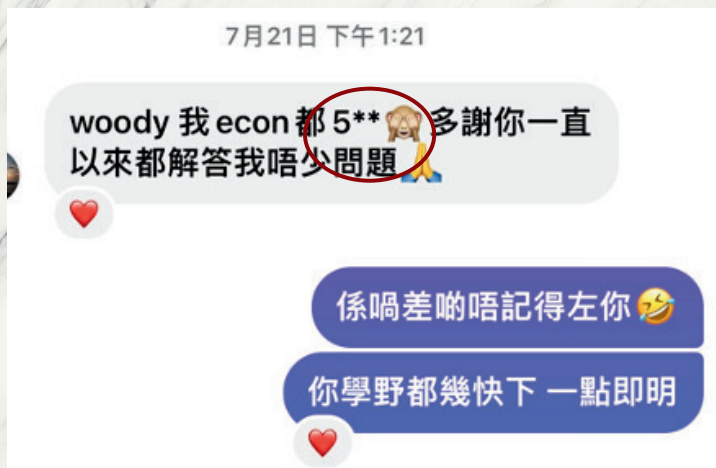 7月21日 下午1:21
woody 我 econ 都 5**🙈 多謝你一直
以來都解答我唔少問題🙏
係喎差啲唔記得左你🤣
你學野都幾快下 一點即明